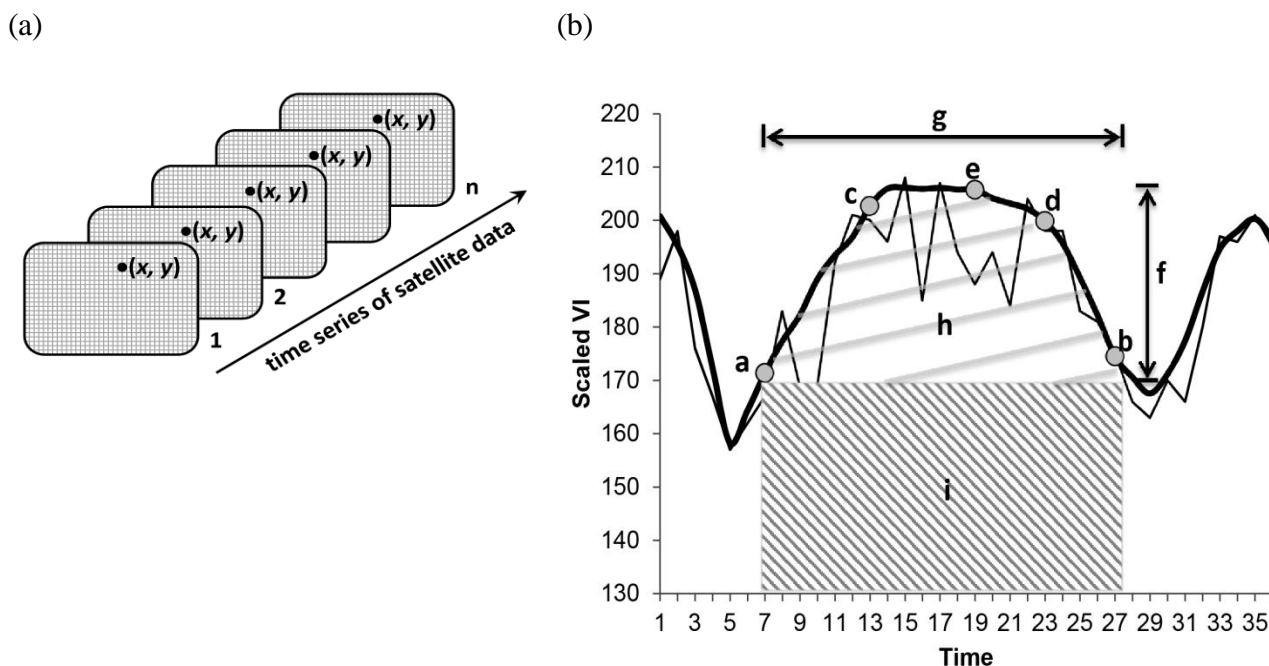 (a)
(b)
(x, y)
(x, y)
(x, y)
(x, y)
(x, y)
1
2
n
time series of satellite data
Scaled VI
220
210
200
190
180
170
160
150
140
130
g
e
c
d
f
h
a
b
i
1 3 5 7 9 11 13 15 17 19 21 23 25 27 29 31 33 35
Time